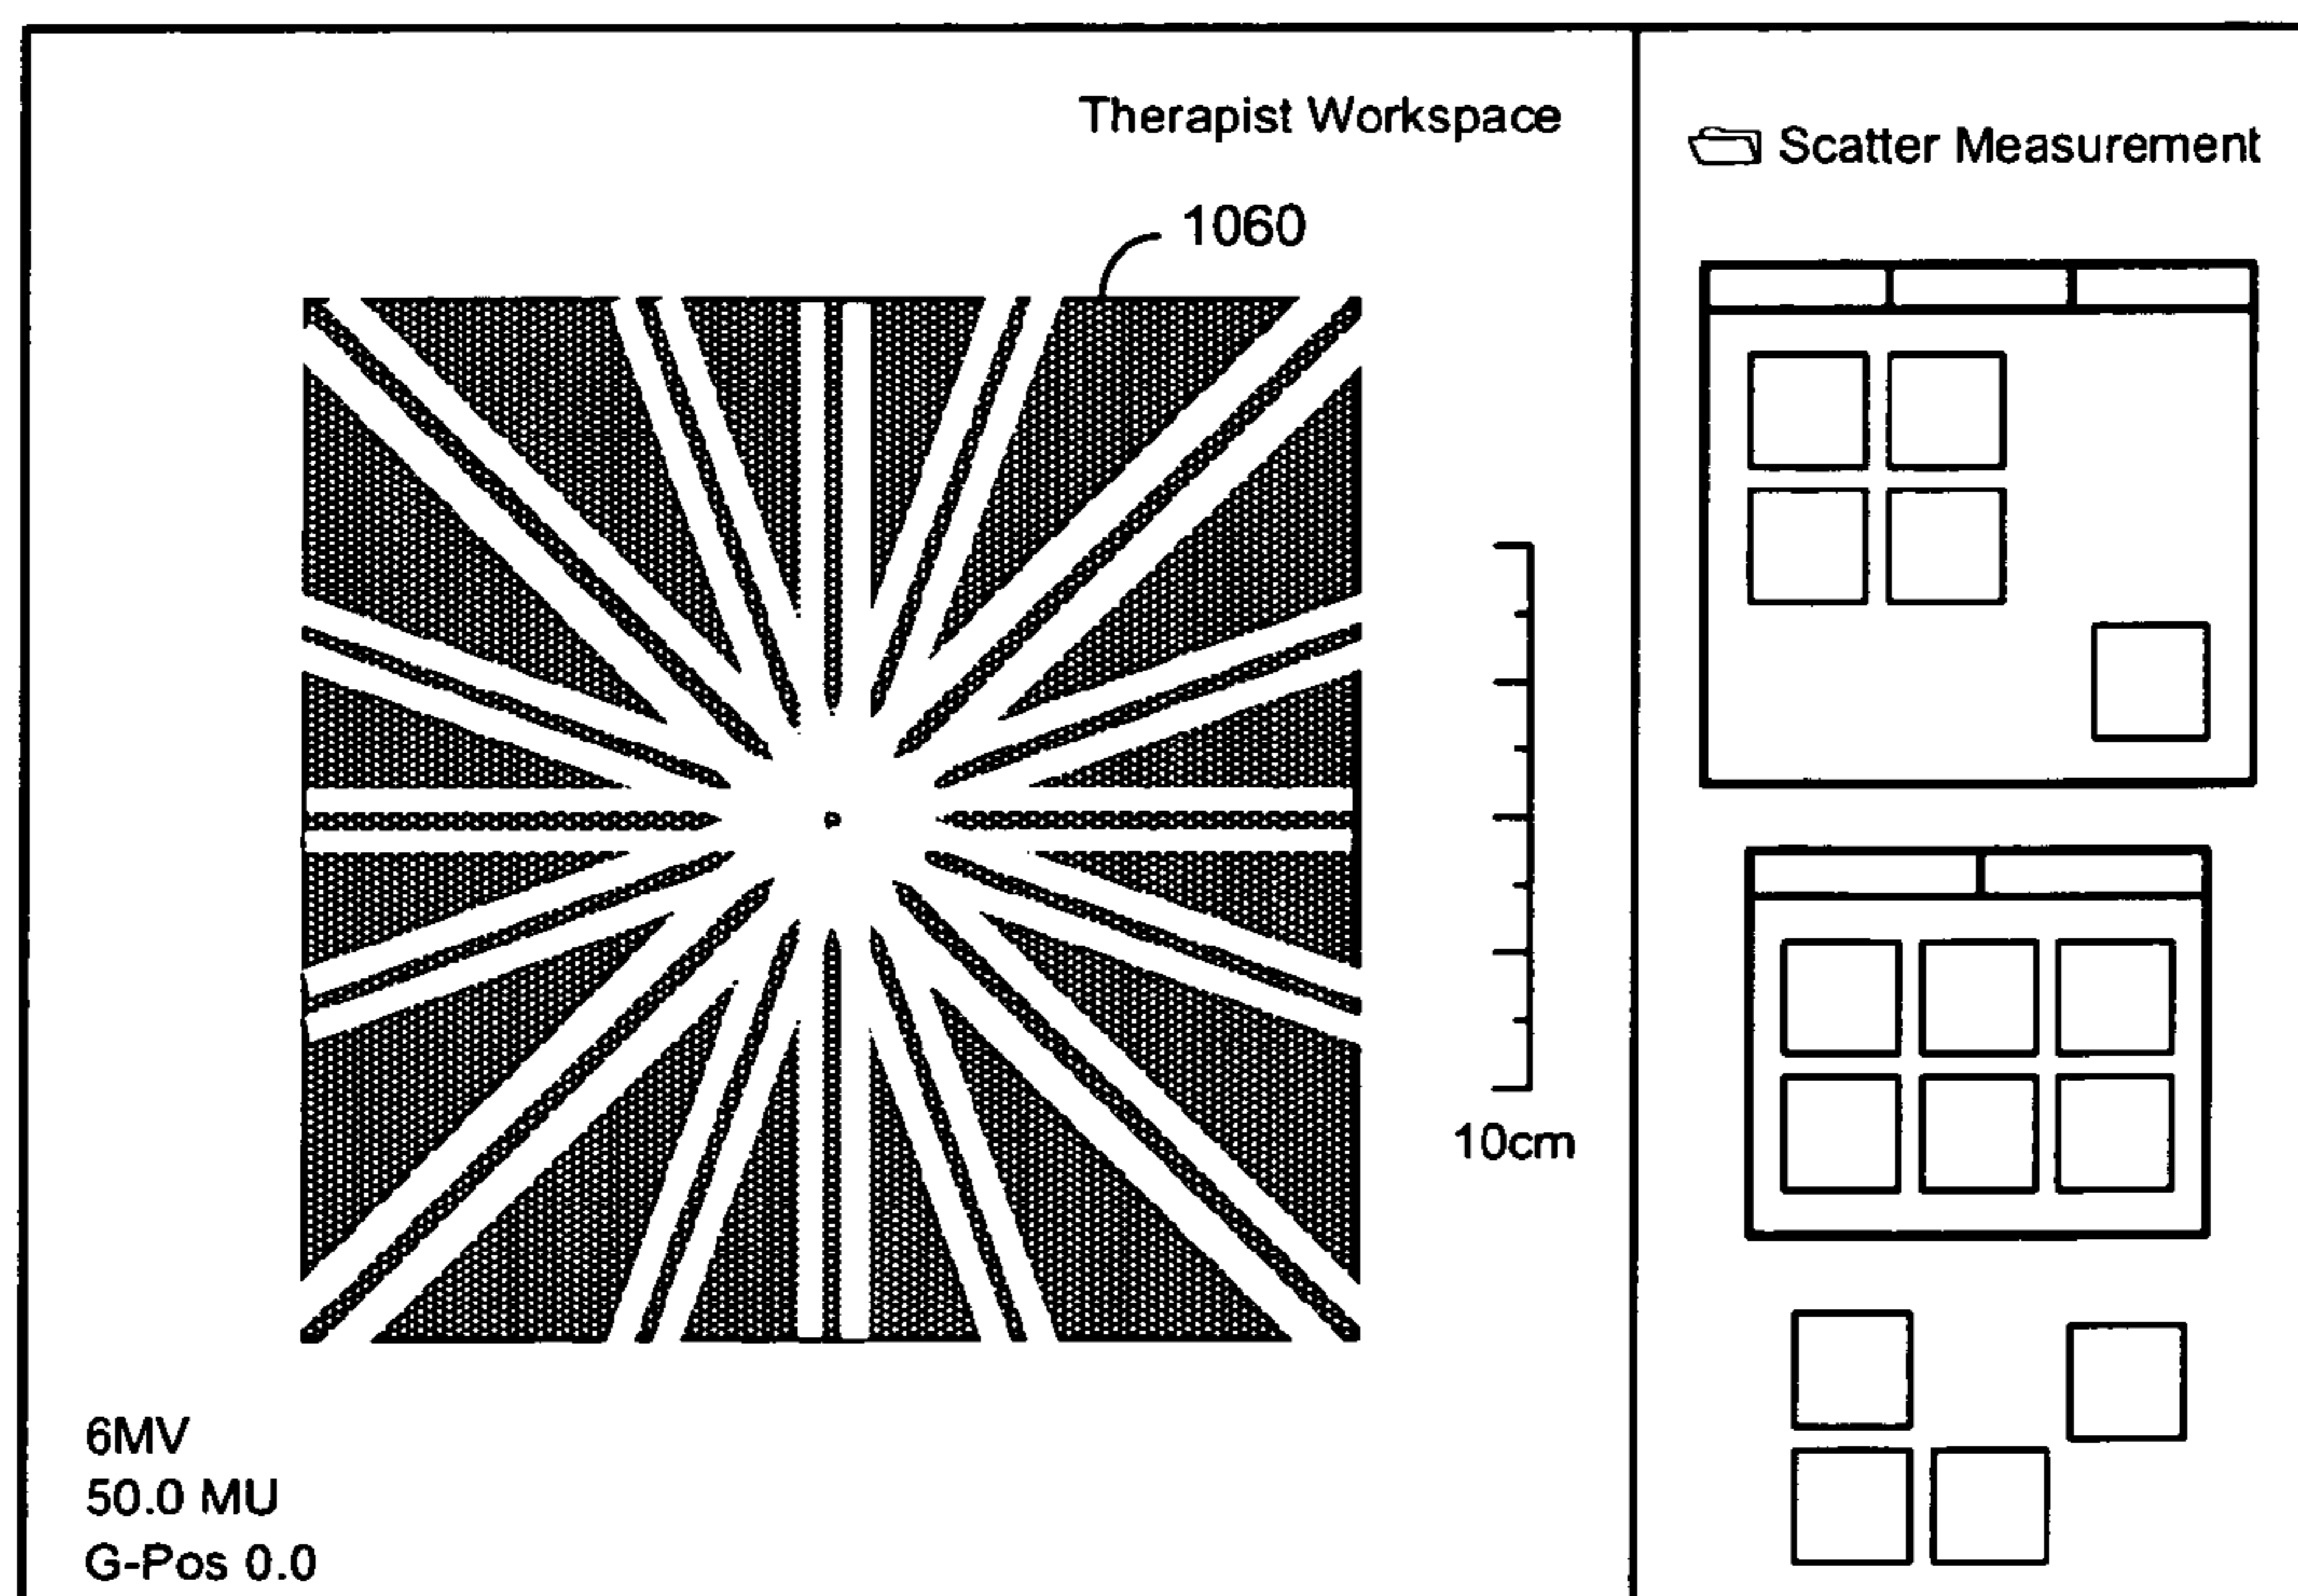 Therapist Workspace
1060
10cm
6MV
50.0 MU
G-Pos 0.0
Scatter Measurement